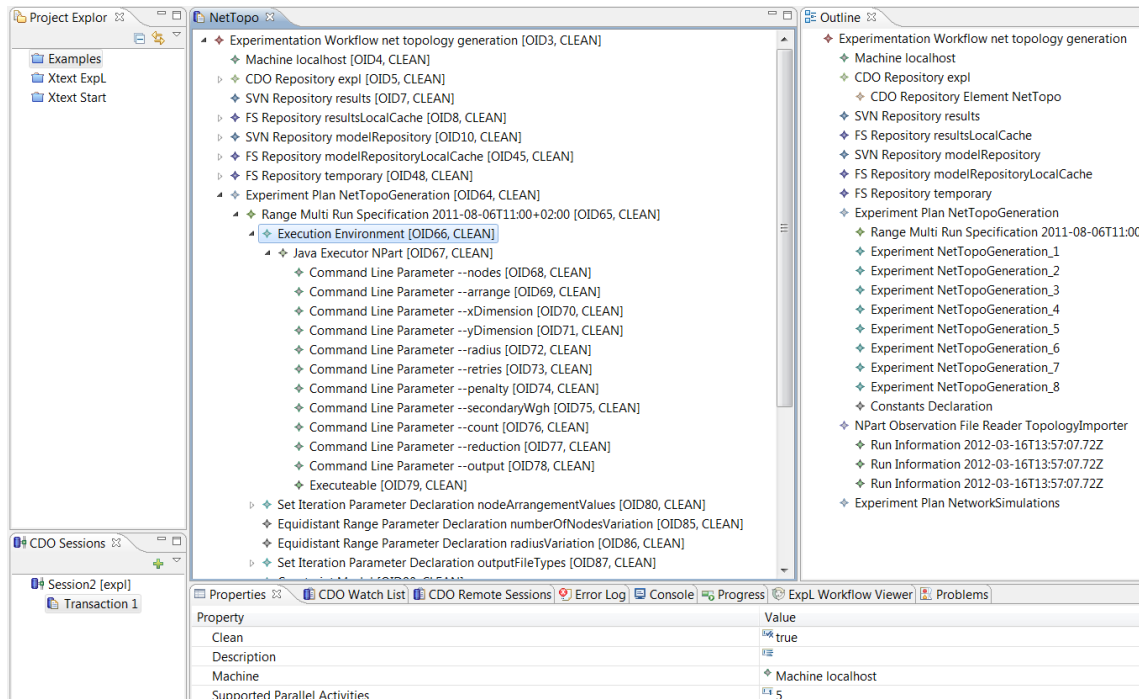 Project Explor
Examples
Xtext ExpL
Xtext Start
NetTopo
Experimentation Workflow net topology generation [OID3, CLEAN]
Machine localhost [OID4, CLEAN]
CDO Repository expl [OID5, CLEAN]
SVN Repository results [OID7, CLEAN]
FS Repository resultsLocalCache [OID8, CLEAN]
SVN Repository modelRepository [OID10, CLEAN]
FS Repository modelRepositoryLocalCache [OID45, CLEAN]
FS Repository temporary [OID48, CLEAN]
Experiment Plan NetTopoGeneration [OID64, CLEAN]
Range Multi Run Specification 2011-08-06T11:00+02:00 [OID65, CLEAN]
Execution Environment [OID66, CLEAN]
Java Executor NPart [OID67, CLEAN]
Command Line Parameter --nodes [OID68, CLEAN]
Command Line Parameter --arrange [OID69, CLEAN]
Command Line Parameter --xDimension [OID70, CLEAN]
Command Line Parameter --yDimension [OID71, CLEAN]
Command Line Parameter --radius [OID72, CLEAN]
Command Line Parameter --retries [OID73, CLEAN]
Command Line Parameter --penalty [OID74, CLEAN]
Command Line Parameter --secondaryWgh [OID75, CLEAN]
Command Line Parameter --count [OID76, CLEAN]
Command Line Parameter --reduction [OID77, CLEAN]
Command Line Parameter --output [OID78, CLEAN]
Executeable [OID79, CLEAN]
Set Iteration Parameter Declaration nodeArrangementValues [OID80, CLEAN]
Equidistant Range Parameter Declaration numberOfNodesVariation [OID85, CLEAN]
Equidistant Range Parameter Declaration radiusVariation [OID86, CLEAN]
Set Iteration Parameter Declaration outputFileTypes [OID87, CLEAN]
Outline
Experimentation Workflow net topology generation
Machine localhost
CDO Repository expl
CDO Repository Element NetTopo
SVN Repository results
FS Repository resultsLocalCache
SVN Repository modelRepository
FS Repository modelRepositoryLocalCache
FS Repository temporary
Experiment Plan NetTopoGeneration
Range Multi Run Specification 2011-08-06T11:00
Experiment NetTopoGeneration_1
Experiment NetTopoGeneration_2
Experiment NetTopoGeneration_3
Experiment NetTopoGeneration_4
Experiment NetTopoGeneration_5
Experiment NetTopoGeneration_6
Experiment NetTopoGeneration_7
Experiment NetTopoGeneration_8
Constants Declaration
NPart Observation File Reader TopologyImporter
Run Information 2012-03-16T13:57:07.72Z
Run Information 2012-03-16T13:57:07.72Z
Run Information 2012-03-16T13:57:07.72Z
Experiment Plan NetworkSimulations
CDO Sessions
Session2 [expl]
Transaction 1
Properties CDO Watch List CDO Remote Sessions Error Log Console Progress ExpL Workflow Viewer Problems
Property Value
Clean true
Description
Machine Machine localhost
Supported Parallel Activities 5